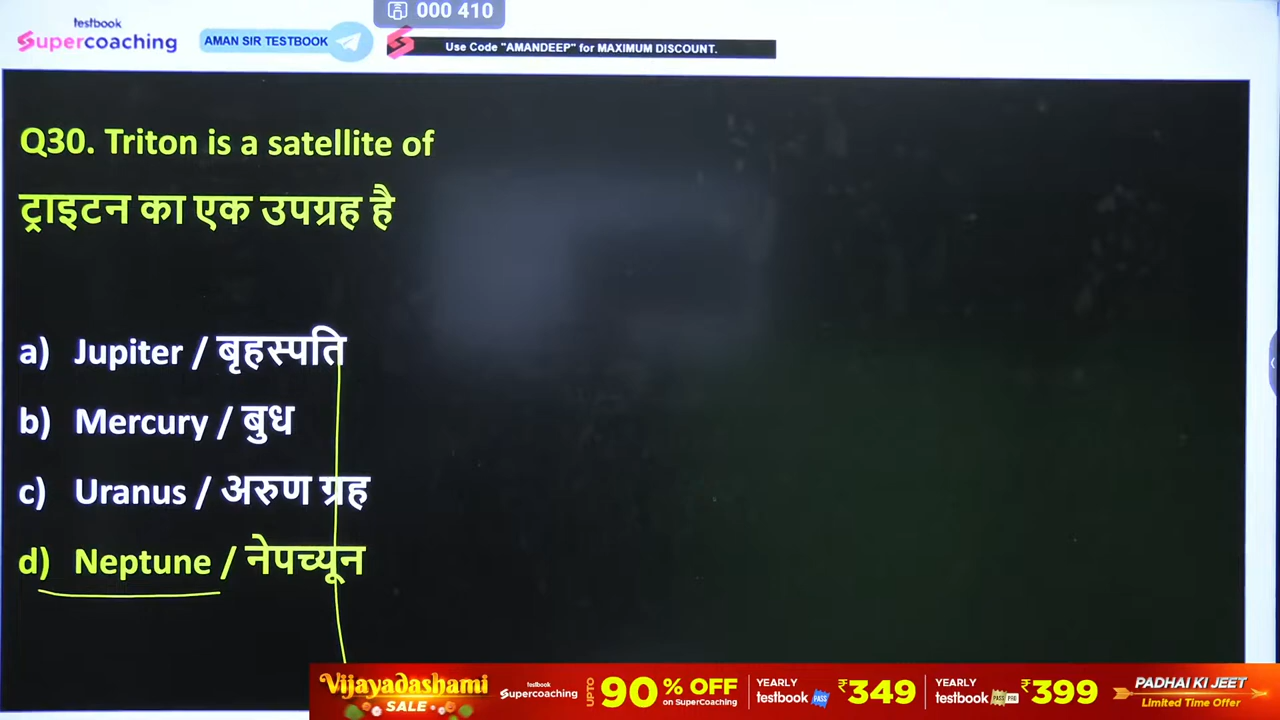 testbook
Supercoaching
AMAN SIR TESTBOOK
000 410
Use Code "AMANDEEP" for MAXIMUM DISCOUNT.
Q30. Triton is a satellite of
ट्राइटन का एक उपग्रह है
a) Jupiter / बृहस्पति
b) Mercury / बुध
c) Uranus / अरुण ग्रह
d) Neptune / नेपच्यून
Vijayadashami
SALE
testbook
Supercoaching
UPTO
90% OFF
on SuperCoaching
YEARLY
testbook PASS
₹349
YEARLY
testbook PASS PRO
₹399
PADHAI KI JEET
Limited Time Offer